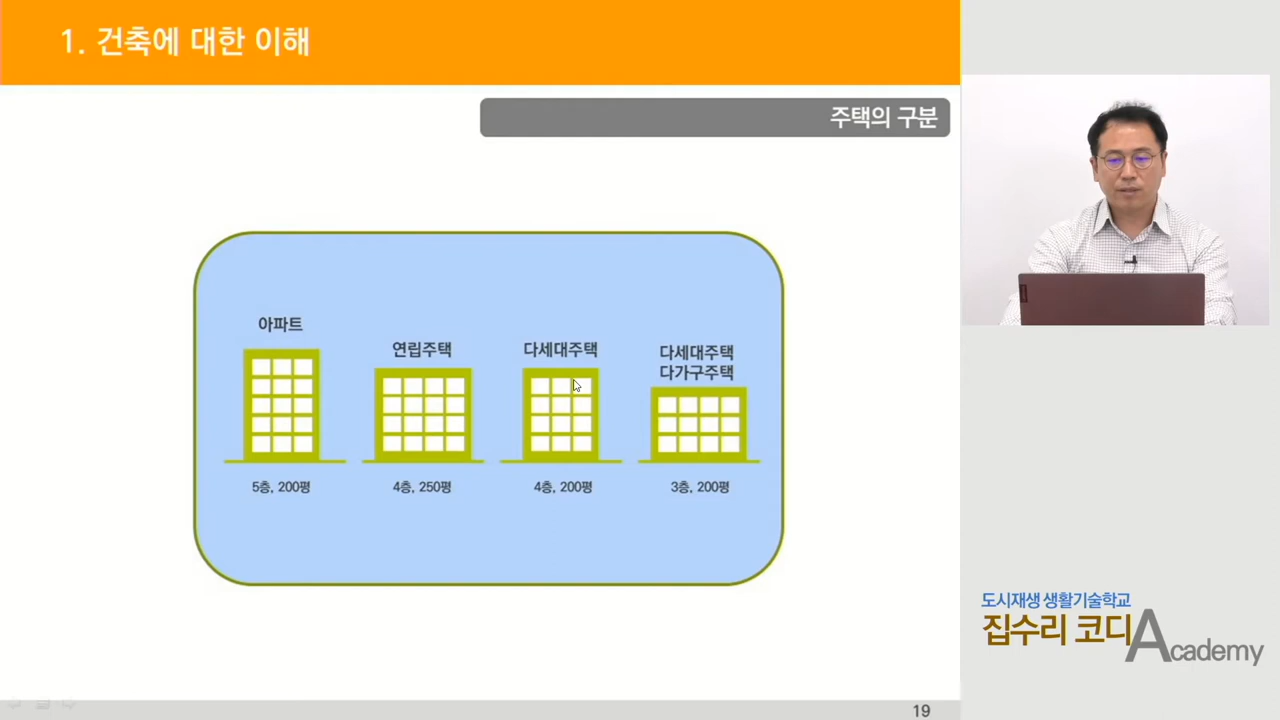 1. 건축에 대한 이해
주택의 구분
아파트
연립주택
다세대주택
다세대주택
다가구주택
5층, 200평
4층, 250평
4층, 200평
3층, 200평
도시재생 생활기술학교
집수리 코디Academy
19